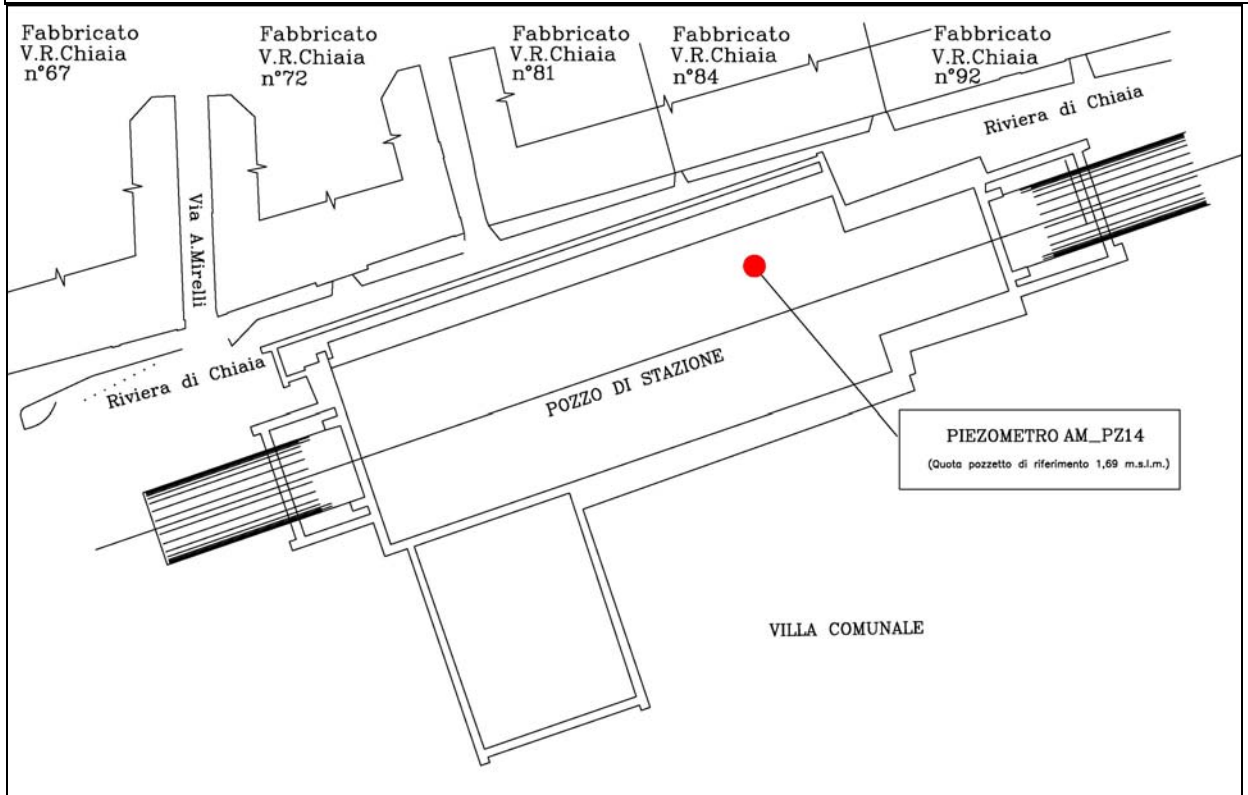 Fabbricato
V.R.Chiaia
n°67
Fabbricato
V.R.Chiaia
n°72
Fabbricato
V.R.Chiaia
n°81
Fabbricato
V.R.Chiaia
n°84
Fabbricato
V.R.Chiaia
n°92
Riviera di Chiaia
Via A.Mirelli
Riviera di Chiaia
POZZO DI STAZIONE
PIEZOMETRO AM_PZ14
(Quota pozzetto di riferimento 1,69 m.s.l.m.)
VILLA COMUNALE